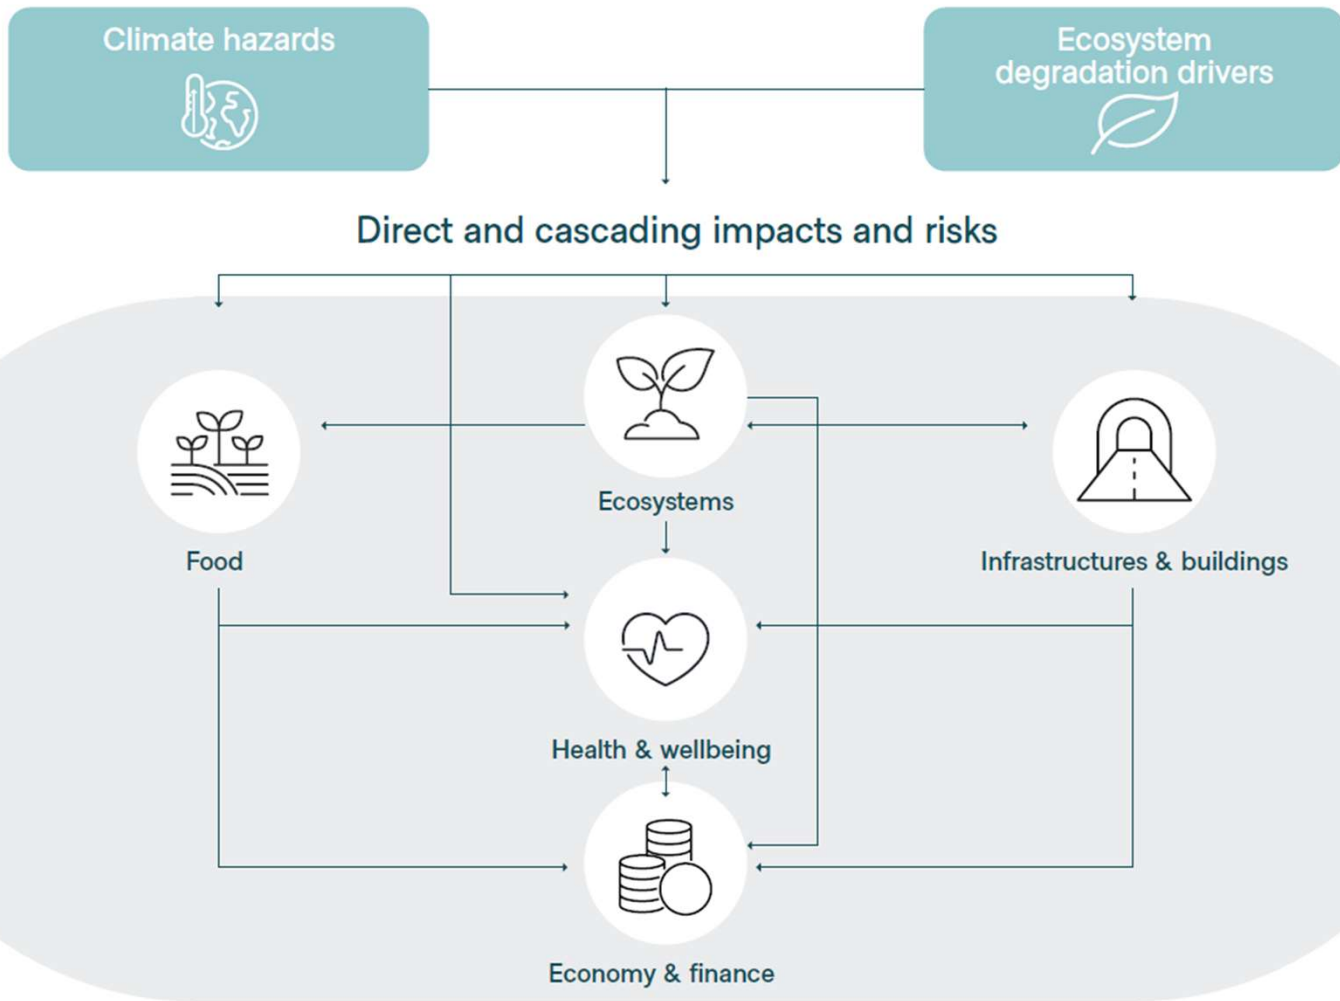 Climate hazards
Ecosystem
degradation drivers
Direct and cascading impacts and risks
Ecosystems
Food
Infrastructures & buildings
Health & wellbeing
Economy & finance